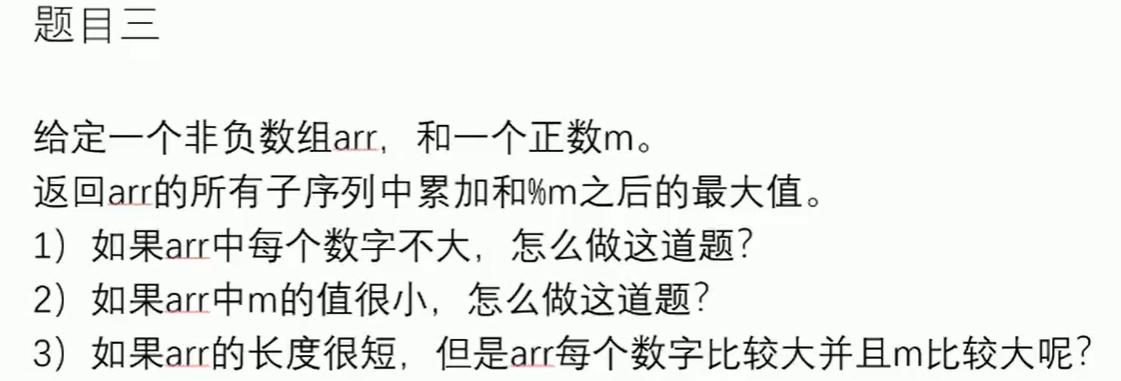 题目三
给定一个非负数组arr，和一个正数m。
返回arr的所有子序列中累加和%m之后的最大值。
1）如果arr中每个数字不大，怎么做这道题？
2）如果arr中m的值很小，怎么做这道题？
3）如果arr的长度很短，但是arr每个数字比较大并且m比较大呢？